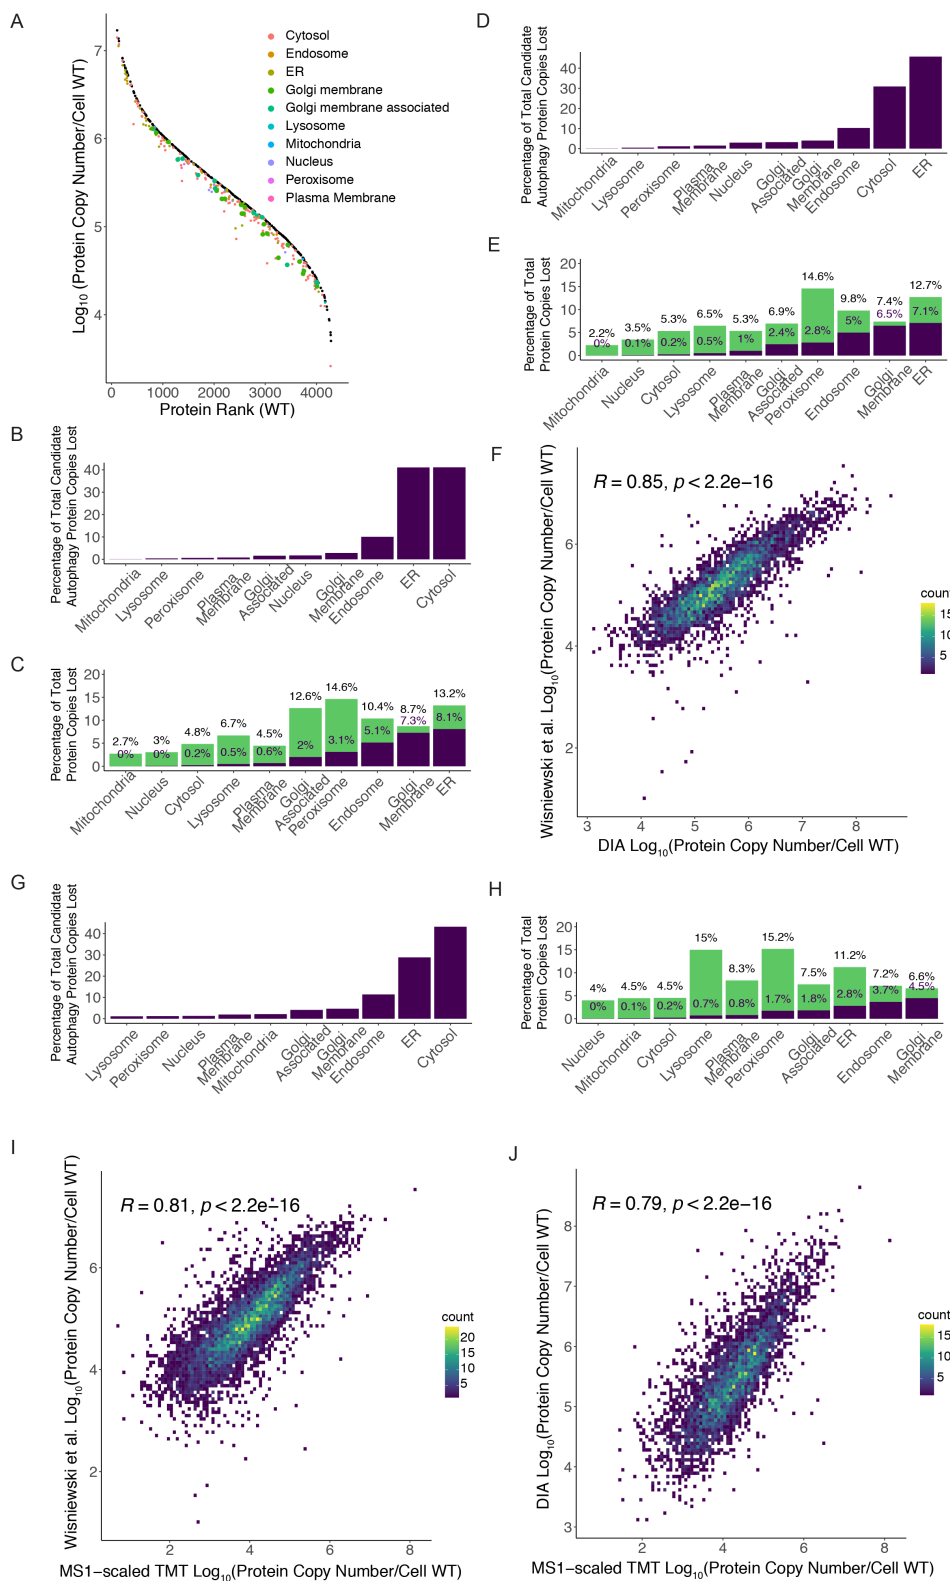 A
Log10 (Protein Copy Number/Cell WT)
7
6
5
4
0 1000 2000 3000 4000
Protein Rank (WT)
Cytosol
Endosome
ER
Golgi membrane
Golgi membrane associated
Lysosome
Mitochondria
Nucleus
Peroxisome
Plasma Membrane
D
Percentage of Total Candidate
Autophagy Protein Copies Lost
40
30
20
10
0
Mitochondria
Lysosome
Peroxisome
Plasma
Membrane
Nucleus
Golgi
Associated
Golgi
Membrane
Endosome
Cytosol
ER
E
Percentage of Total
Protein Copies Lost
20
15
10
5
0
2.2% 3.5% 5.3% 6.5% 5.3% 6.9% 14.6% 9.8% 7.4% 12.7%
0% 0.1% 0.2% 0.5% 1% 2.4% 2.8% 5% 6.5% 7.1%
Mitochondria
Nucleus
Cytosol
Lysosome
Plasma
Membrane
Golgi
Associated
Peroxisome
Endosome
Golgi
Membrane
ER
B
Percentage of Total Candidate
Autophagy Protein Copies Lost
40
30
20
10
0
Mitochondria
Lysosome
Peroxisome
Plasma
Membrane
Golgi
Associated
Nucleus
Golgi
Membrane
Endosome
ER
Cytosol
C
Percentage of Total
Protein Copies Lost
20
15
10
5
0
2.7% 3% 4.8% 6.7% 4.5% 12.6% 14.6% 10.4% 8.7% 13.2%
0% 0% 0.2% 0.5% 0.6% 2% 3.1% 5.1% 7.3% 8.1%
Mitochondria
Nucleus
Cytosol
Lysosome
Plasma
Membrane
Golgi
Associated
Peroxisome
Endosome
Golgi
Membrane
ER
F
R = 0.85, p < 2.2e−16
Wisniewski et al. Log10(Protein Copy Number/Cell WT)
6
4
2
3 4 5 6 7 8
DIA Log10(Protein Copy Number/Cell WT)
count
15
10
5
G
Percentage of Total Candidate
Autophagy Protein Copies Lost
40
30
20
10
0
Lysosome
Peroxisome
Nucleus
Plasma
Membrane
Mitochondria
Golgi
Associated
Golgi
Membrane
Endosome
ER
Cytosol
H
Percentage of Total
Protein Copies Lost
20
15
10
5
0
4% 4.5% 4.5% 15% 8.3% 15.2% 7.5% 11.2% 7.2% 6.6%
0% 0.1% 0.2% 0.7% 0.8% 1.7% 1.8% 2.8% 3.7% 4.5%
Nucleus
Mitochondria
Cytosol
Lysosome
Plasma
Membrane
Peroxisome
Golgi
Associated
ER
Endosome
Golgi
Membrane
I
R = 0.81, p < 2.2e−16
Wisniewski et al. Log10(Protein Copy Number/Cell WT)
6
4
2
2 4 6 8
MS1−scaled TMT Log10(Protein Copy Number/Cell WT)
count
20
15
10
5
J
R = 0.79, p < 2.2e−16
DIA Log10(Protein Copy Number/Cell WT)
8
7
6
5
4
3
2 4 6 8
MS1−scaled TMT Log10(Protein Copy Number/Cell WT)
count
15
10
5